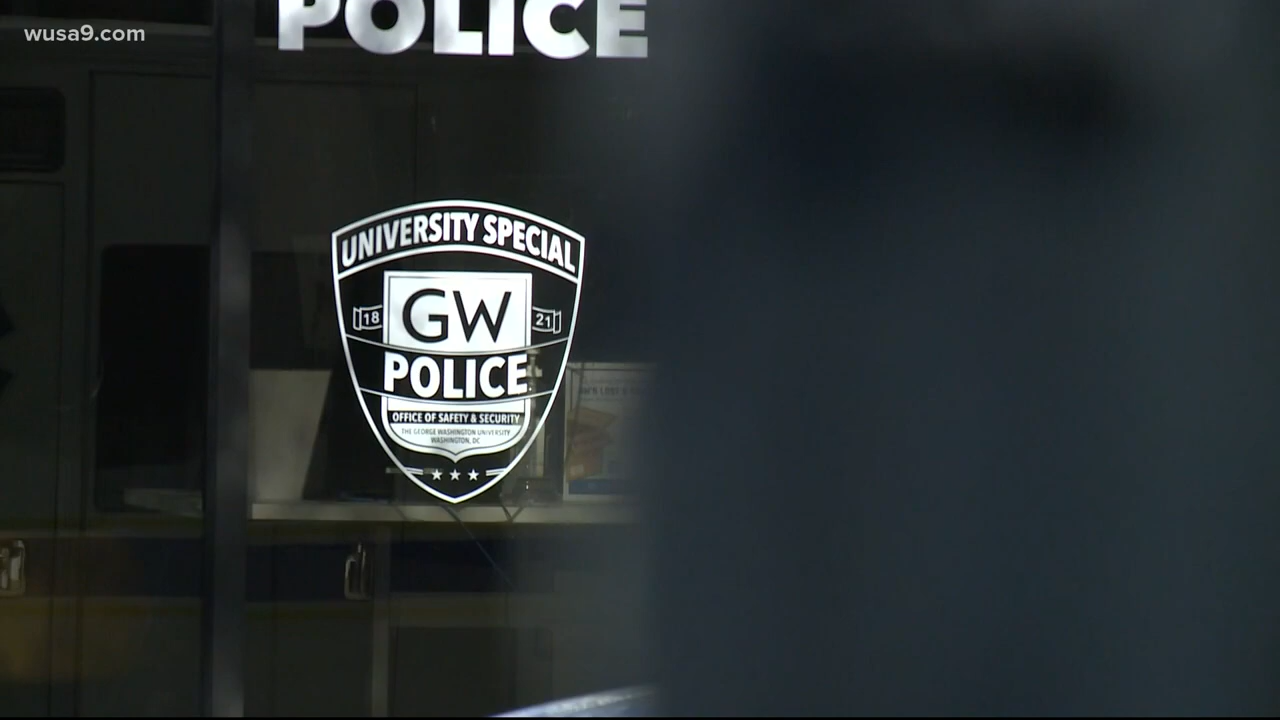 wusa9.com
POLICE
UNIVERSITY SPECIAL
18
GW
21
POLICE
OFFICE OF SAFETY & SECURITY
THE GEORGE WASHINGTON UNIVERSITY
WASHINGTON, DC